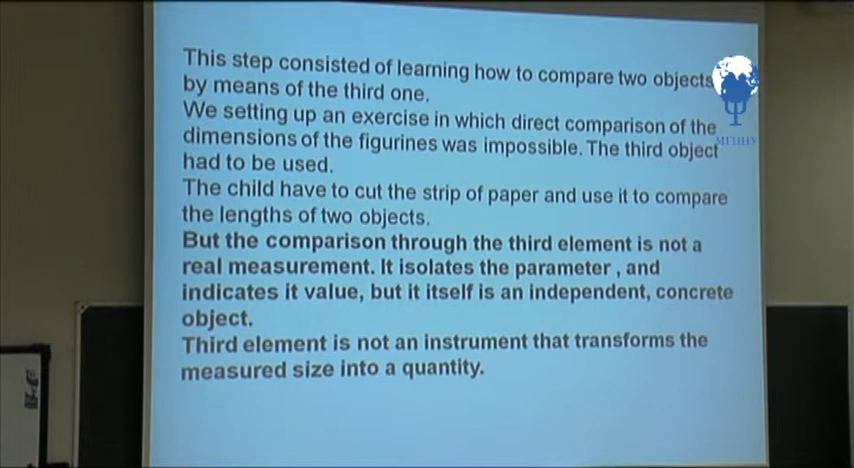 This step consisted of learning how to compare two objects
by means of the third one.
We setting up an exercise in which direct comparison of the
dimensions of the figurines was impossible. The third object
had to be used.
The child have to cut the strip of paper and use it to compare
the lengths of two objects.
But the comparison through the third element is not a
real measurement. It isolates the parameter , and
indicates it value, but it itself is an independent, concrete
object.
Third element is not an instrument that transforms the
measured size into a quantity.
МГППУ